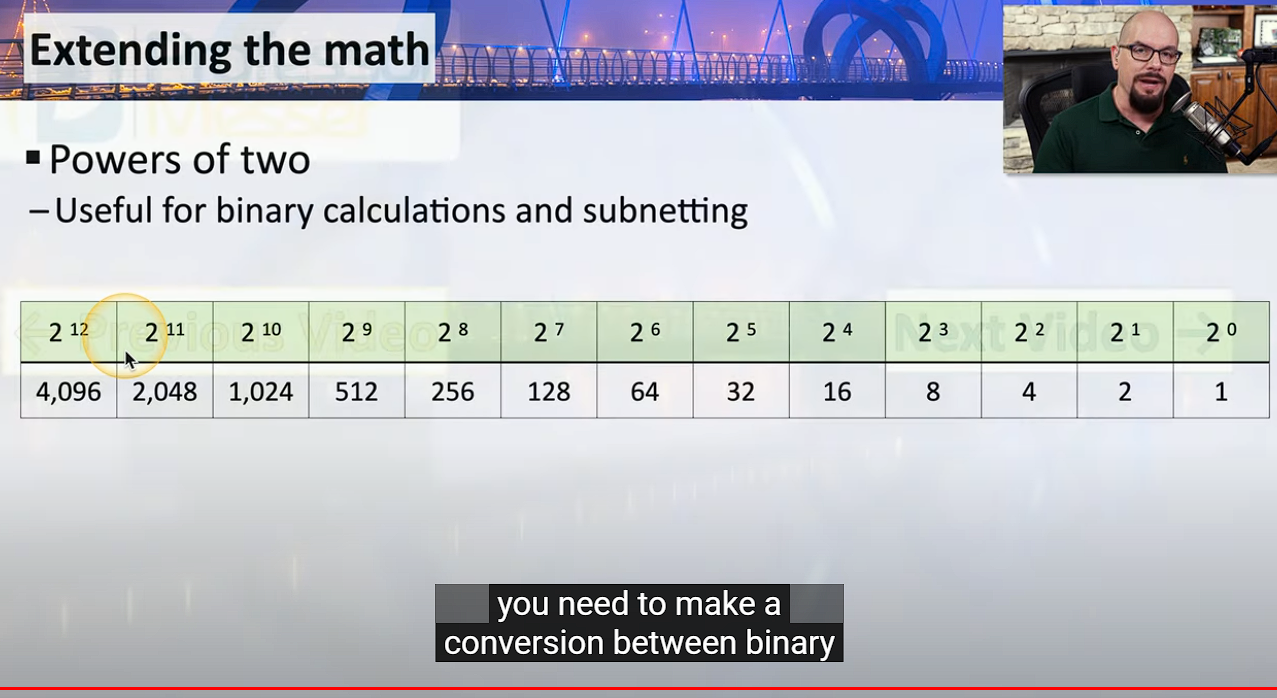 Extending the math
Messer
▪ Powers of two
– Useful for binary calculations and subnetting
← Previous Video
Next Video →
2 12 2 11 2 10 2 9 2 8 2 7 2 6 2 5 2 4 2 3 2 2 2 1 2 0
4,096 2,048 1,024 512 256 128 64 32 16 8 4 2 1
you need to make a
conversion between binary